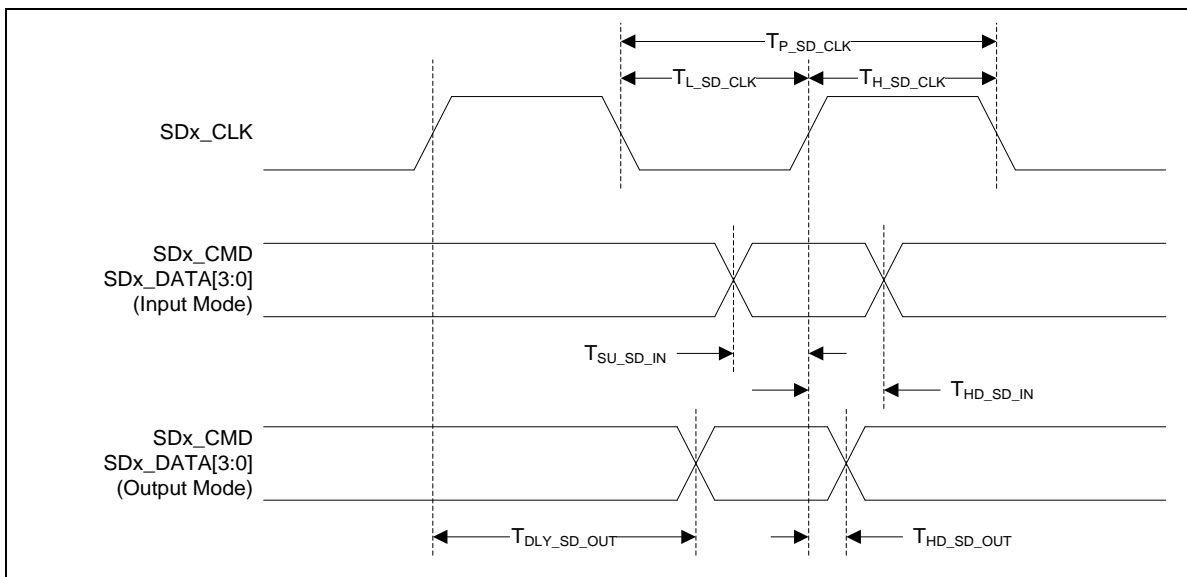 T_P_SD_CLK
T_L_SD_CLK
T_H_SD_CLK
SDx_CLK
SDx_CMD
SDx_DATA[3:0]
(Input Mode)
T_SU_SD_IN
T_HD_SD_IN
SDx_CMD
SDx_DATA[3:0]
(Output Mode)
T_DLY_SD_OUT
T_HD_SD_OUT